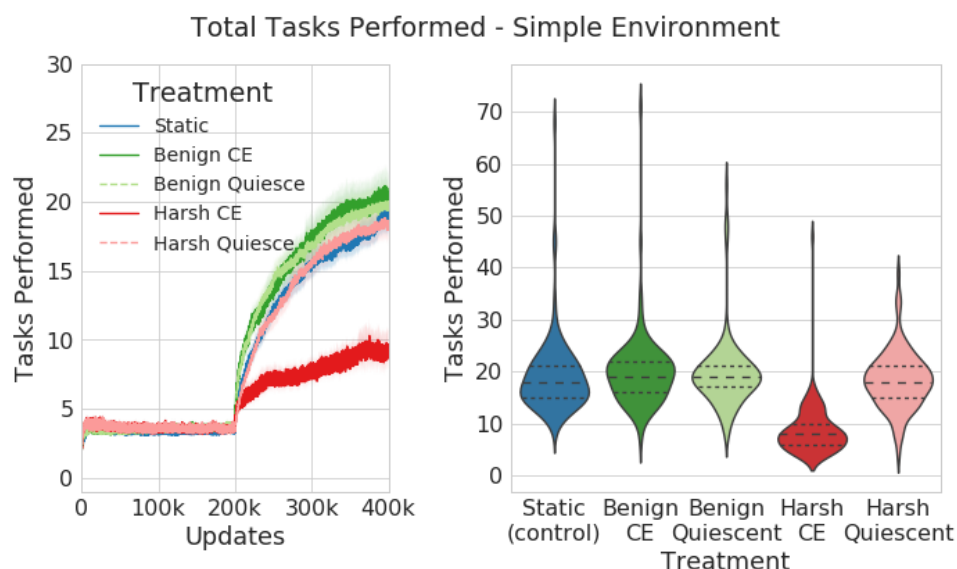 Total Tasks Performed - Simple Environment
Tasks Performed
30
25
20
15
10
5
0
Treatment
Static
Benign CE
Benign Quiesce
Harsh CE
Harsh Quiesce
0 100k 200k 300k 400k
Updates
Tasks Performed
70
60
50
40
30
20
10
0
Static Benign Benign Harsh Harsh
(control) CE Quiescent CE Quiescent
Treatment